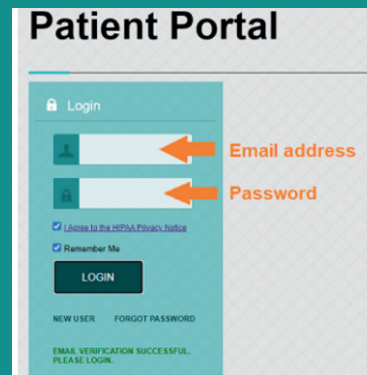 Patient Portal
Login
Email address
Password
I Agree to the HIPAA Privacy Notice
Remember Me
LOGIN
NEW USER FORGOT PASSWORD
EMAIL VERIFICATION SUCCESSFUL.
PLEASE LOGIN.